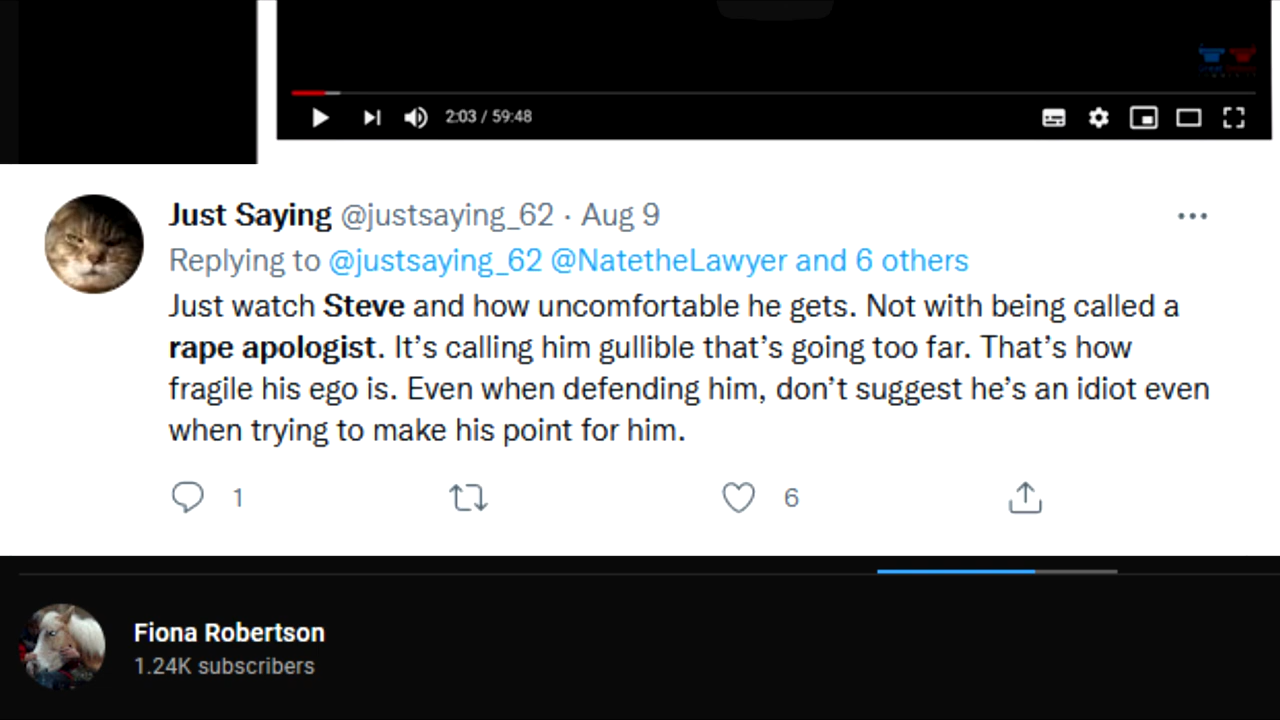 2:03 / 59:48
Just Saying @justsaying_62 · Aug 9
Replying to @justsaying_62 @NatetheLawyer and 6 others
Just watch Steve and how uncomfortable he gets. Not with being called a
rape apologist. It’s calling him gullible that’s going too far. That’s how
fragile his ego is. Even when defending him, don’t suggest he’s an idiot even
when trying to make his point for him.
1 6
Fiona Robertson
1.24K subscribers